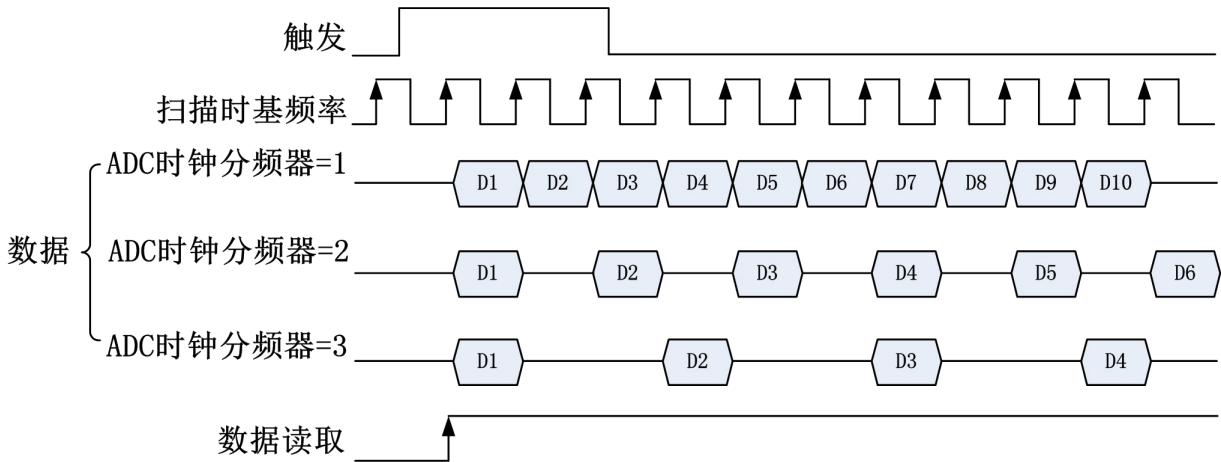 触发
扫描时基频率
ADC时钟分频器=1
D1 D2 D3 D4 D5 D6 D7 D8 D9 D10
数据
ADC时钟分频器=2
D1 D2 D3 D4 D5 D6
ADC时钟分频器=3
D1 D2 D3 D4
数据读取